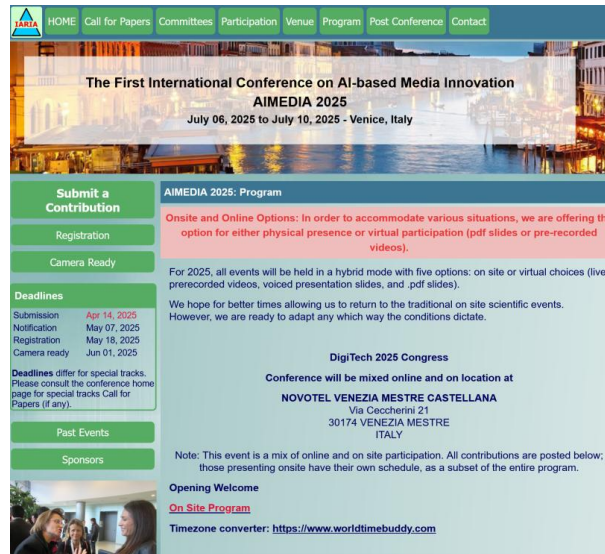 IARIA
HOME Call for Papers Committees Participation Venue Program Post Conference Contact
The First International Conference on AI-based Media Innovation
AIMEDIA 2025
July 06, 2025 to July 10, 2025 - Venice, Italy
Submit a
Contribution
Registration
Camera Ready
Deadlines
Submission Apr 14, 2025
Notification May 07, 2025
Registration May 18, 2025
Camera ready Jun 01, 2025
Deadlines differ for special tracks.
Please consult the conference home
page for special tracks Call for
Papers (if any).
Past Events
Sponsors
AIMEDIA 2025: Program
Onsite and Online Options: In order to accommodate various situations, we are offering th
option for either physical presence or virtual participation (pdf slides or pre-recorded
videos).
For 2025, all events will be held in a hybrid mode with five options: on site or virtual choices (live
prerecorded videos, voiced presentation slides, and .pdf slides).
We hope for better times allowing us to return to the traditional on site scientific events.
However, we are ready to adapt any which way the conditions dictate.
DigiTech 2025 Congress
Conference will be mixed online and on location at
NOVOTEL VENEZIA MESTRE CASTELLANA
Via Ceccherini 21
30174 VENEZIA MESTRE
ITALY
Note: This event is a mix of online and on site participation. All contributions are posted below;
those presenting onsite have their own schedule, as a subset of the entire program.
Opening Welcome
On Site Program
Timezone converter: https://www.worldtimebuddy.com